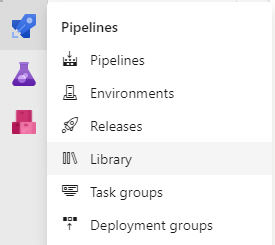 Pipelines
Pipelines
Environments
Releases
Library
Task groups
Deployment groups